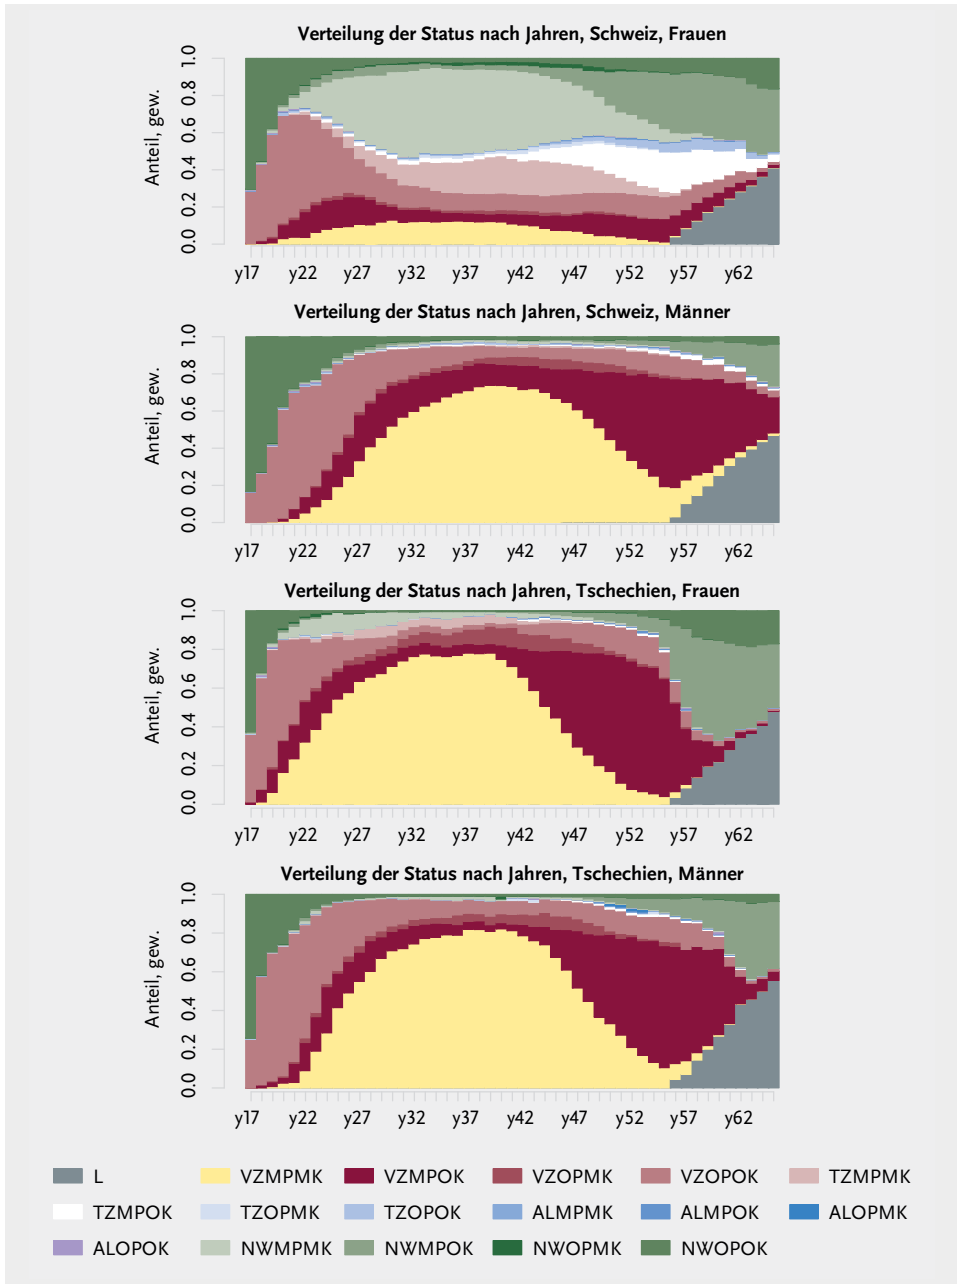 Verteilung der Status nach Jahren, Schweiz, Frauen
Anteil, gew.
0.0 0.2 0.4 0.6 0.8 1.0
y17 y22 y27 y32 y37 y42 y47 y52 y57 y62
Verteilung der Status nach Jahren, Schweiz, Männer
Anteil, gew.
0.0 0.2 0.4 0.6 0.8 1.0
y17 y22 y27 y32 y37 y42 y47 y52 y57 y62
Verteilung der Status nach Jahren, Tschechien, Frauen
Anteil, gew.
0.0 0.2 0.4 0.6 0.8 1.0
y17 y22 y27 y32 y37 y42 y47 y52 y57 y62
Verteilung der Status nach Jahren, Tschechien, Männer
Anteil, gew.
0.0 0.2 0.4 0.6 0.8 1.0
y17 y22 y27 y32 y37 y42 y47 y52 y57 y62
L VZMPMK VZMPOK VZOPMK VZOPOK TZMPMK
TZMPOK TZOPMK TZOPOK ALMPMK ALMPOK ALOPMK
ALOPOK NWMPMK NWMPOK NWOPMK NWOPOK